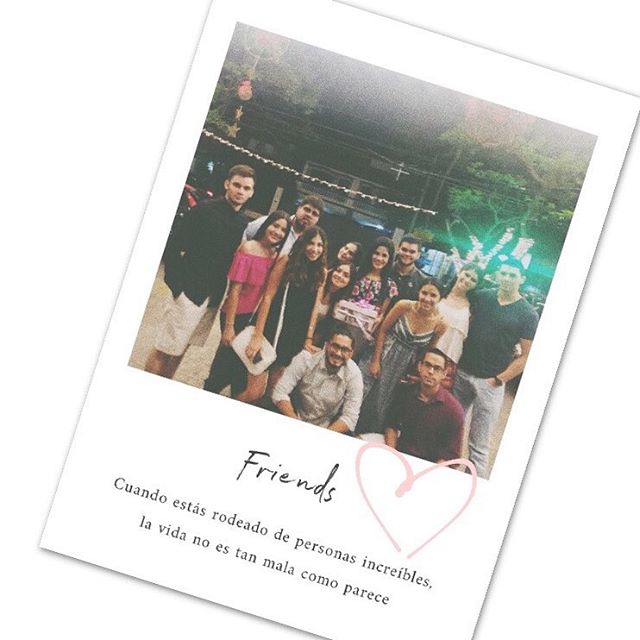 Friends
Cuando estás rodeado de personas increíbles,
la vida no es tan mala como parece